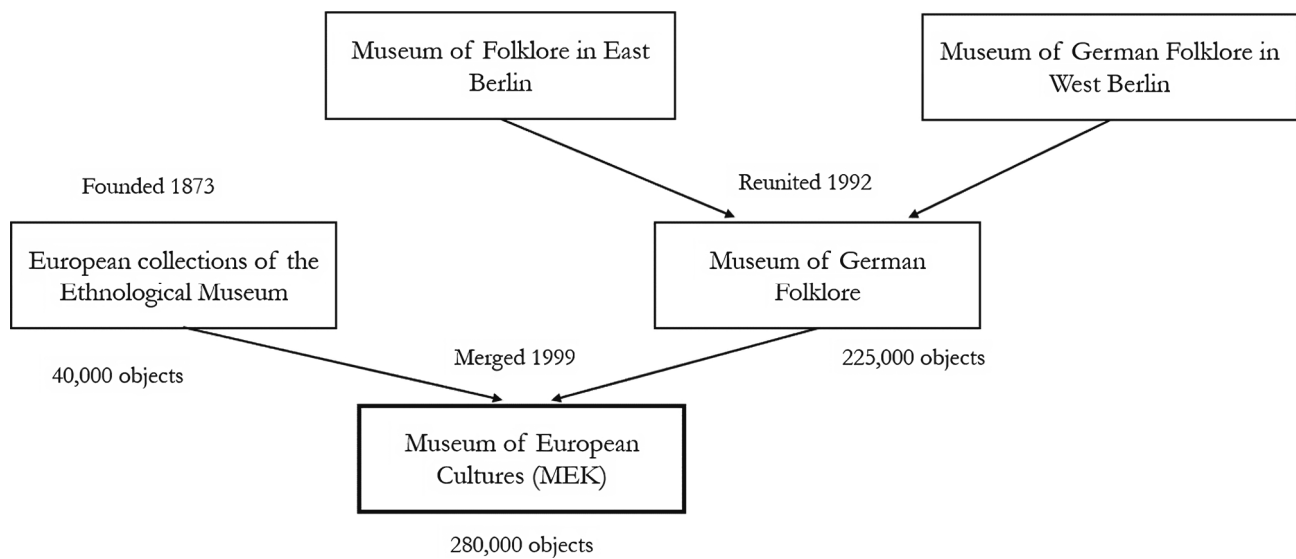 Museum of Folklore in East
Berlin
Museum of German Folklore in
West Berlin
Founded 1873
Reunited 1992
European collections of the
Ethnological Museum
Museum of German
Folklore
40,000 objects
Merged 1999
225,000 objects
Museum of European
Cultures (MEK)
280,000 objects